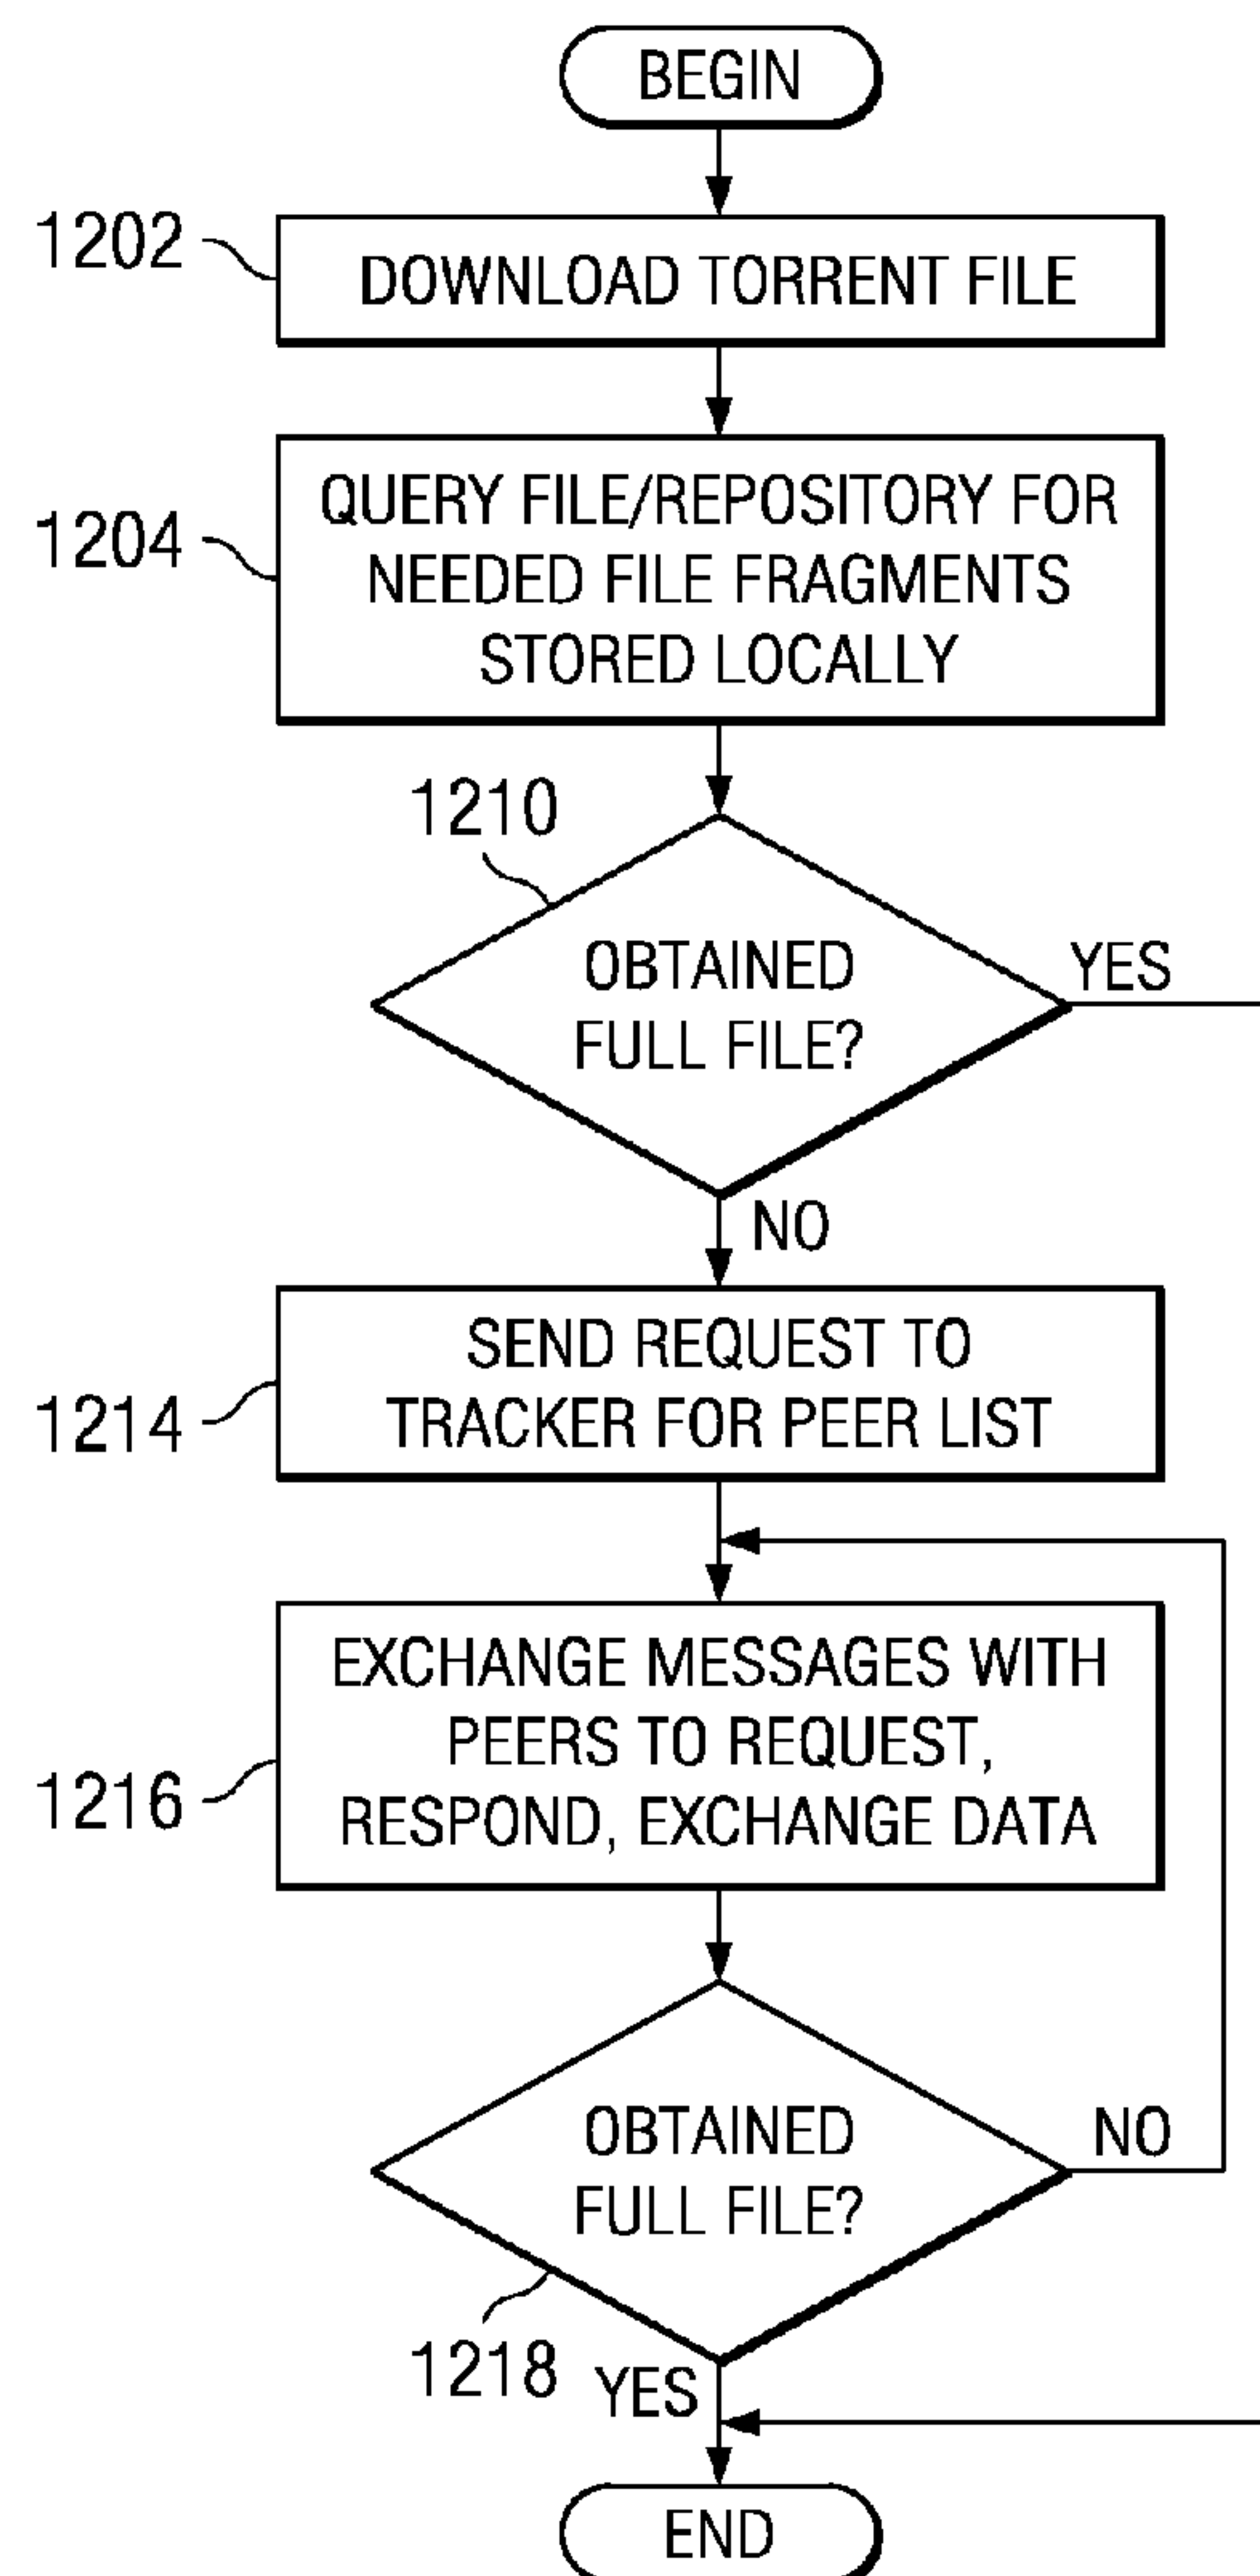 BEGIN
1202
DOWNLOAD TORRENT FILE
1204
QUERY FILE/REPOSITORY FOR
NEEDED FILE FRAGMENTS
STORED LOCALLY
1210
OBTAINED
FULL FILE?
YES
NO
1214
SEND REQUEST TO
TRACKER FOR PEER LIST
1216
EXCHANGE MESSAGES WITH
PEERS TO REQUEST,
RESPOND, EXCHANGE DATA
OBTAINED
FULL FILE?
NO
1218
YES
END